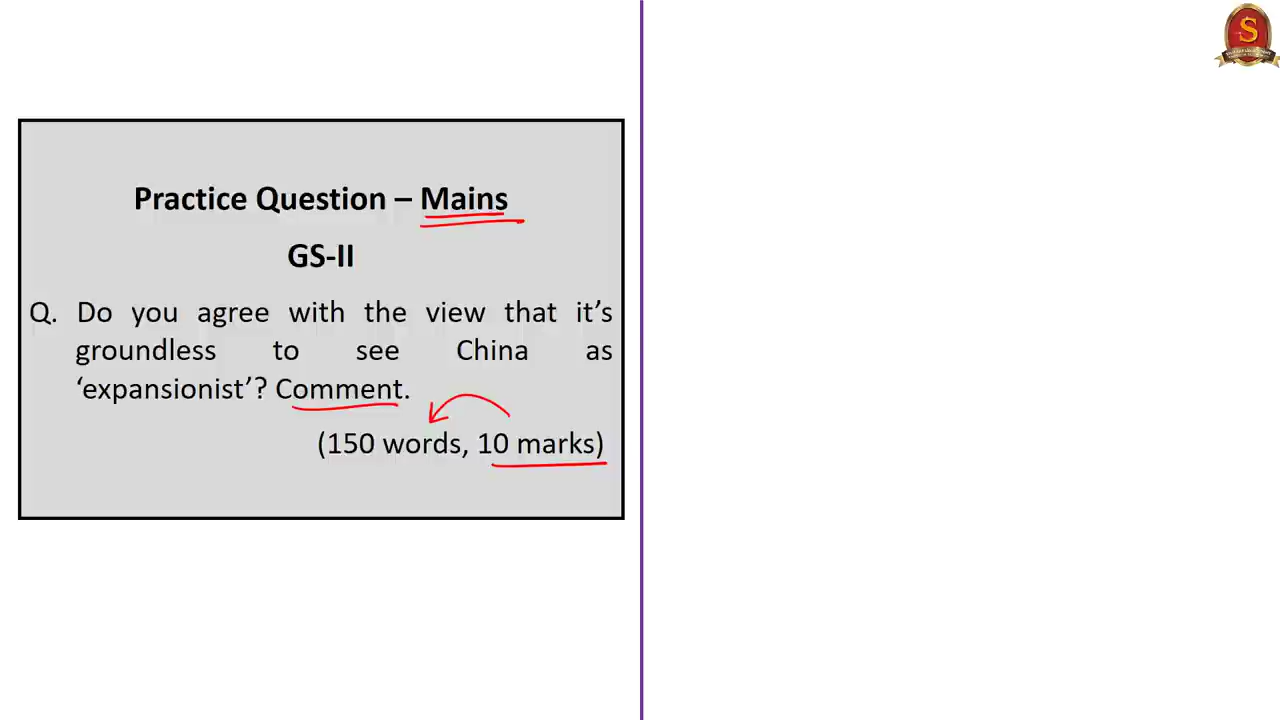 Practice Question – Mains
GS-II
Q. Do you agree with the view that it’s
groundless to see China as
‘expansionist’? Comment.
(150 words, 10 marks)
S